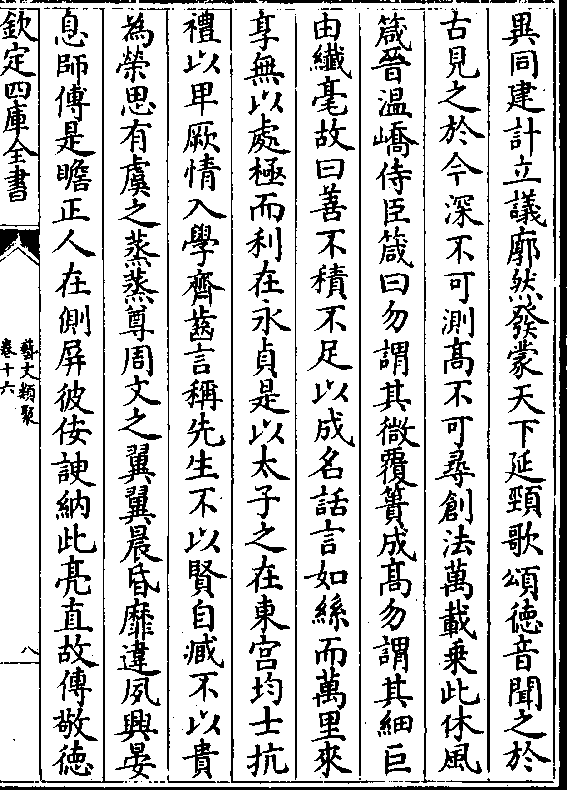 異同建計立議廓然發蒙天下延頸歌頌徳音聞之於
古見之於今深不可測髙不可尋創法萬載乗此休風
箴晉温嶠侍臣箴曰勿謂其微覆簣成髙勿謂其細巨
由纎毫故曰善不積不足以成名話言如絲而萬里來
享無以處極而利在永貞是以太子之在東宫均士抗
禮以卑厥情入學齊齒言稱先生不以賢自臧不以貴
為榮思有虞之蒸蒸尊周文之翼翼晨昏靡違夙興晏
息師傅是瞻正人在側屏彼佞諛納此亮直故傅敬徳
欽定四庫全書
藝文類聚
卷十六
八